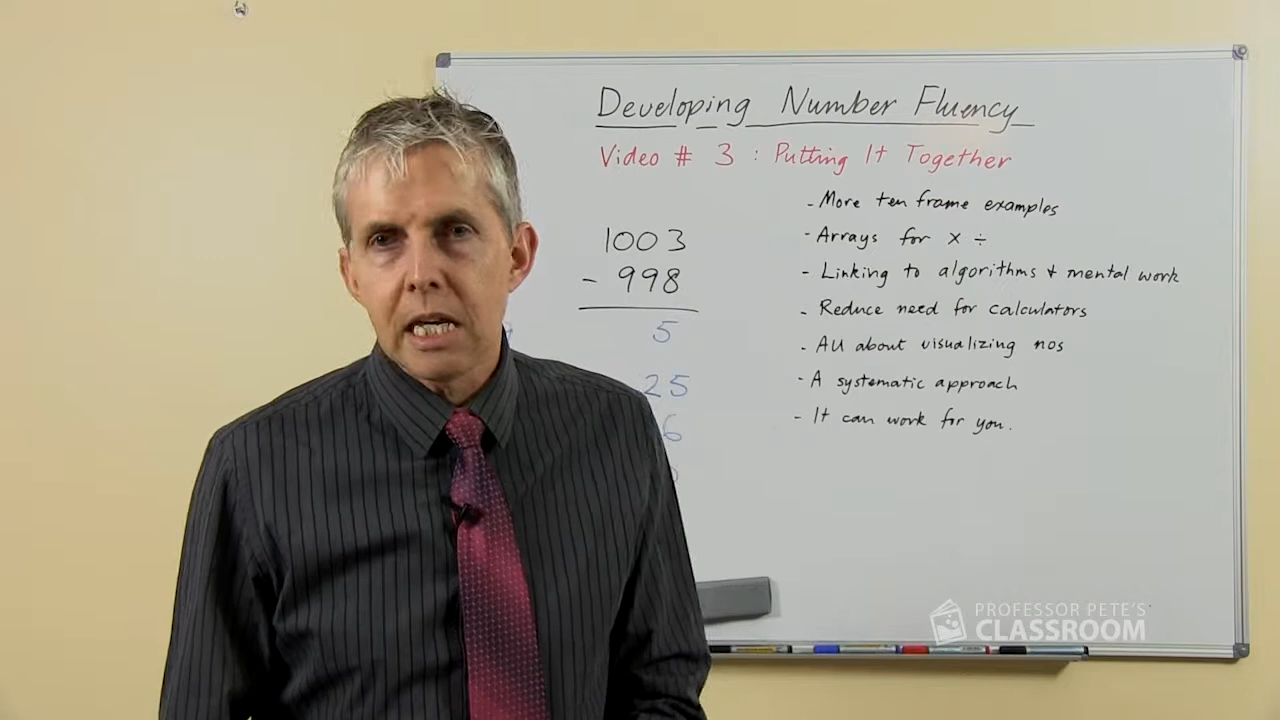 Developing Number Fluency
Video # 3 : Putting It Together
- More ten frame examples
- Arrays for × ÷
- Linking to algorithms + mental work
- Reduce need for calculators
- All about visualizing nos
- A systematic approach
- It can work for you.
1003
- 998
5
25
6
PROFESSOR PETE'S
CLASSROOM